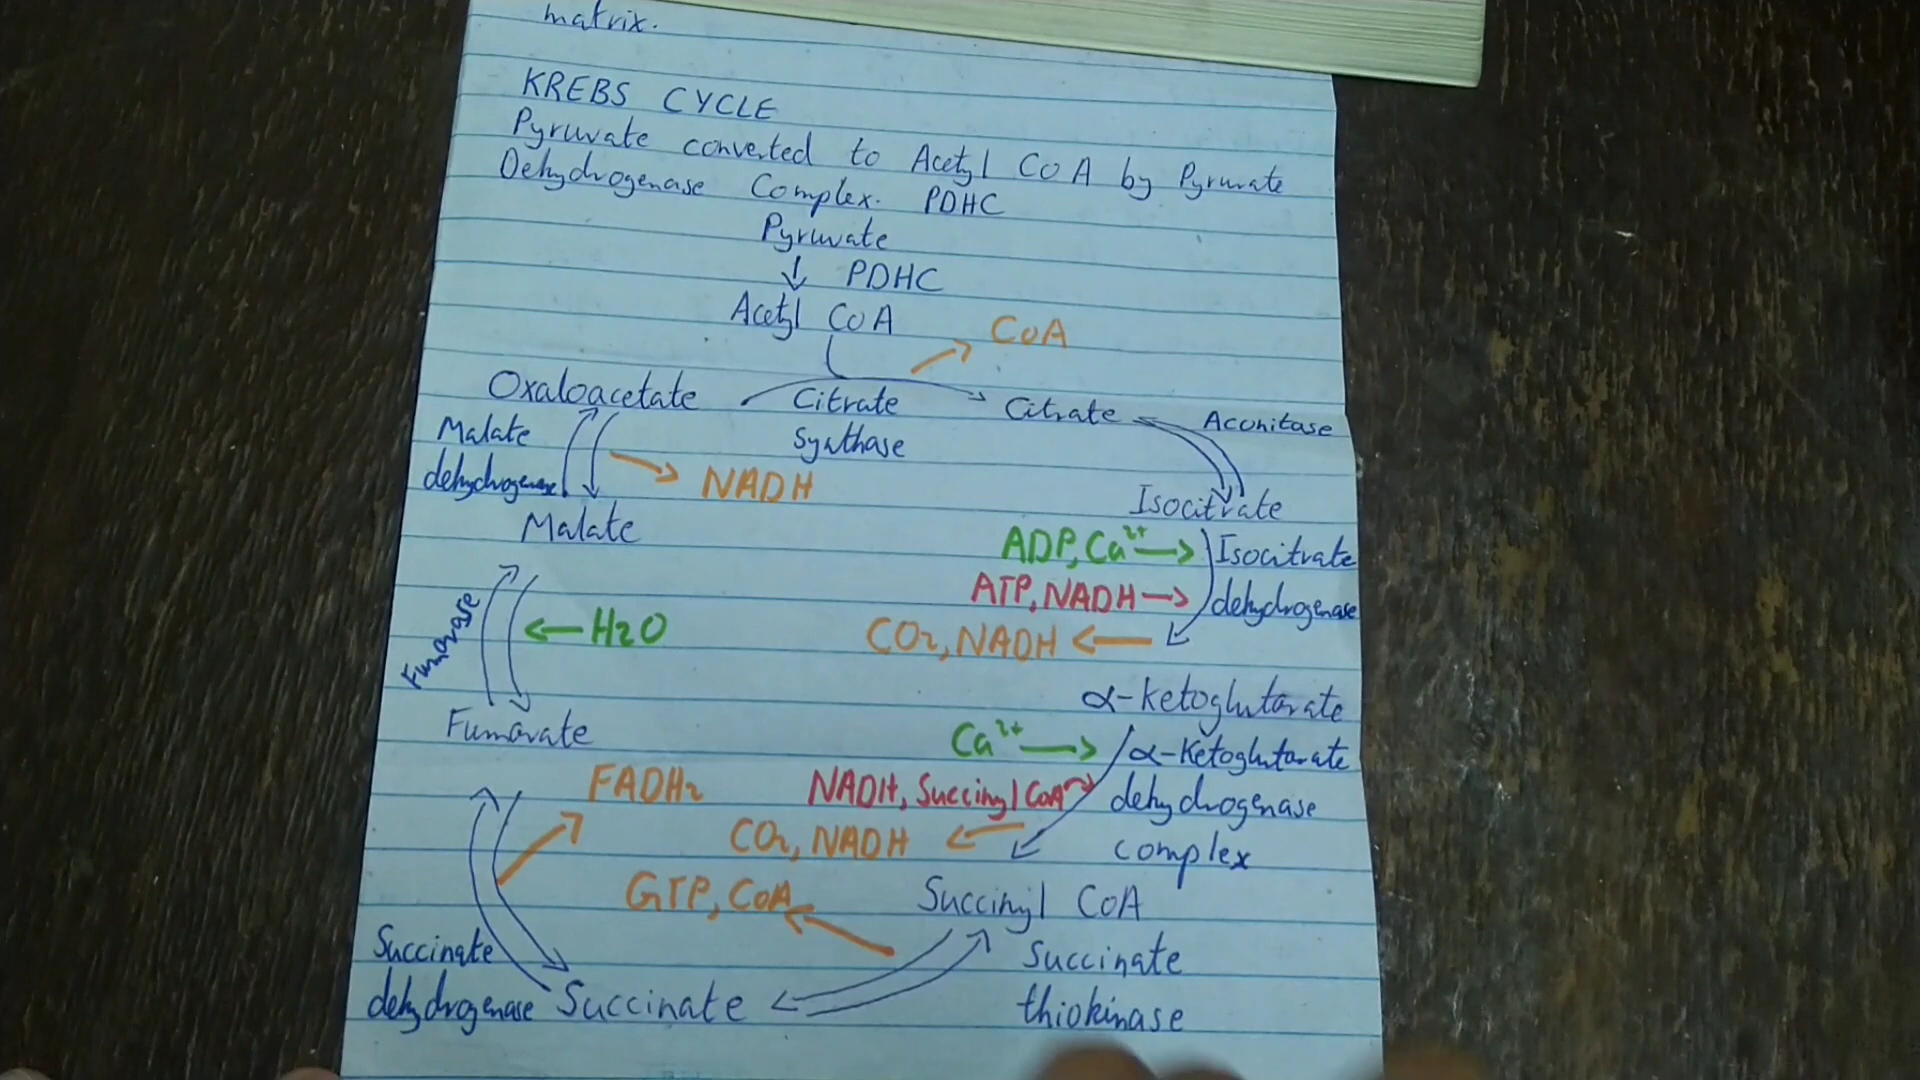 matrix.
KREBS CYCLE
Pyruvate converted to Acetyl CoA by Pyruvate
Dehydrogenase Complex. PDHC
Pyruvate
↓ PDHC
Acetyl CoA
CoA
Oxaloacetate
Citrate
synthase
Citrate
Aconitase
Malate
dehydrogenase
NADH
Isocitrate
Malate
ADP, Ca²⁺ →
Isocitrate
dehydrogenase
ATP, NADH →
CO₂, NADH ←
Fumarase
← H₂O
α-ketoglutarate
Fumarate
Ca²⁺ →
α-Ketoglutarate
dehydrogenase
complex
FADH₂
NADH, Succinyl CoA
CO₂, NADH
GTP, CoA
Succinyl CoA
Succinate
dehydrogenase
Succinate
Succinate
thiokinase